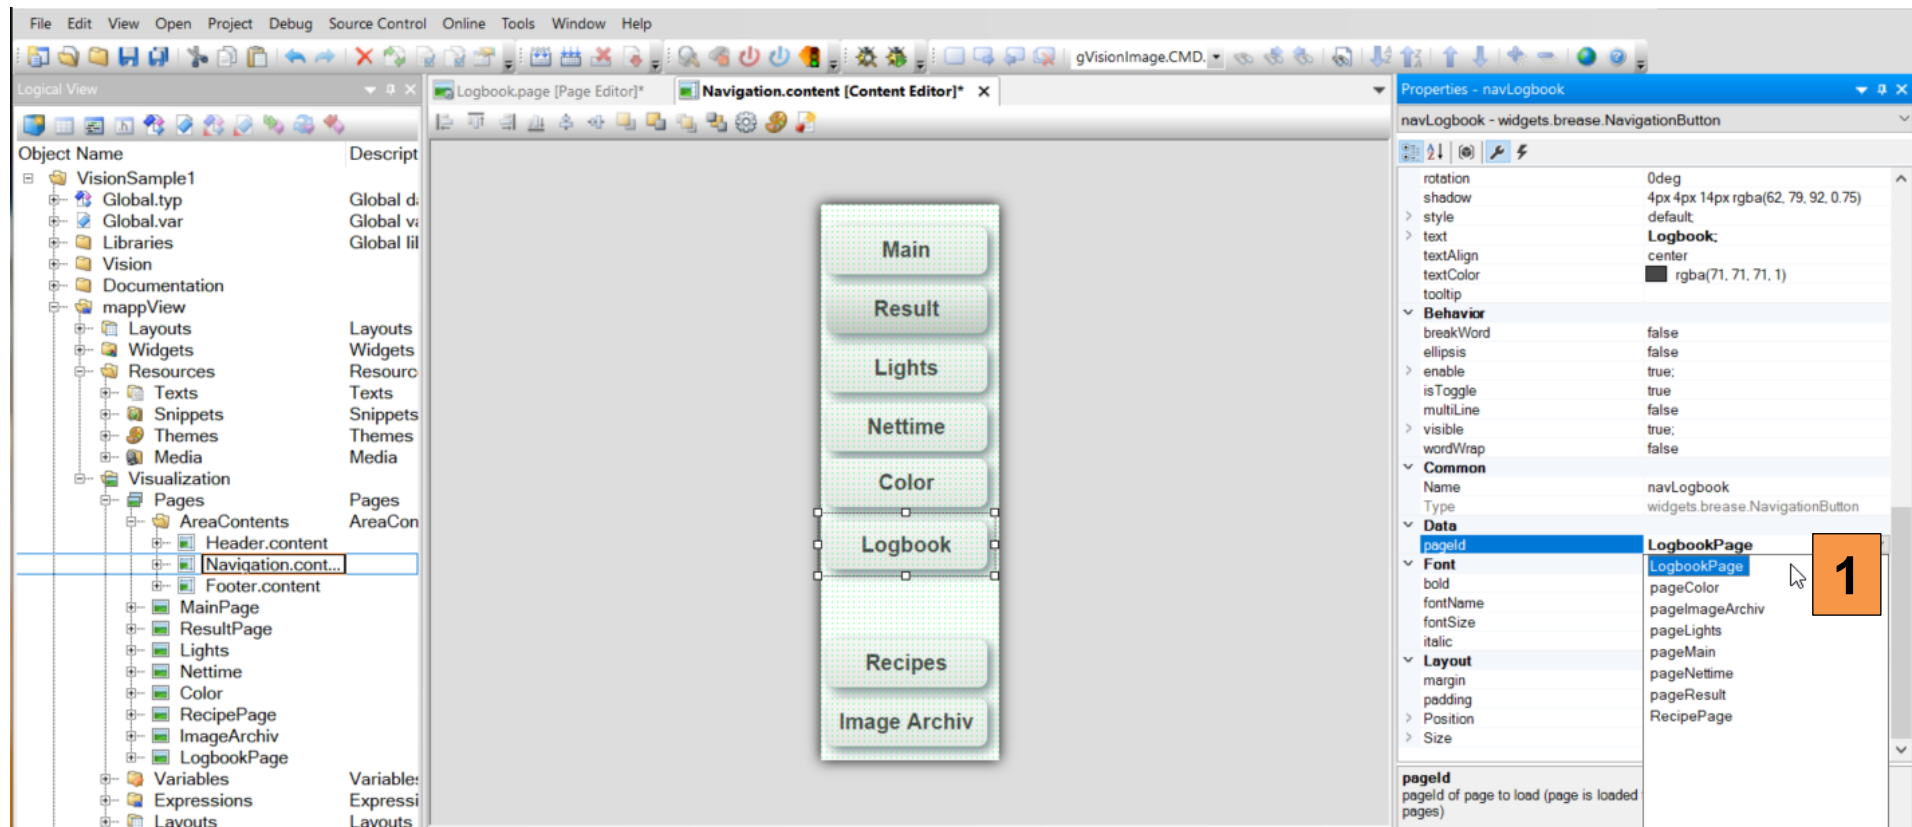 File Edit View Open Project Debug Source Control Online Tools Window Help
gVisionImage.CMD.
Logical View
Object Name Descript
VisionSample1
Global.typ Global d
Global.var Global v
Libraries Global lil
Vision
Documentation
mappView
Layouts Layouts
Widgets Widgets
Resources Resourc
Texts Texts
Snippets Snippets
Themes Themes
Media Media
Visualization
Pages Pages
AreaContents AreaCon
Header.content
Navigation.cont...
Footer.content
MainPage
ResultPage
Lights
Nettime
Color
RecipePage
ImageArchiv
LogbookPage
Variables Variable
Expressions Expressi
Layouts Layouts
Logbook.page [Page Editor]*
Navigation.content [Content Editor]*
Main
Result
Lights
Nettime
Color
Logbook
Recipes
Image Archiv
Properties - navLogbook
navLogbook - widgets.brease.NavigationButton
rotation 0deg
shadow 4px 4px 14px rgba(62, 79, 92, 0.75)
style default;
text Logbook;
textAlign center
textColor rgba(71, 71, 71, 1)
tooltip
Behavior
breakWord false
ellipsis false
enable true;
isToggle true
multiLine false
visible true;
wordWrap false
Common
Name navLogbook
Type widgets.brease.NavigationButton
Data
pageId LogbookPage
Font
bold
fontName
fontSize
italic
Layout
margin
padding
Position
Size
LogbookPage
pageColor
pageImageArchiv
pageLights
pageMain
pageNettime
pageResult
RecipePage
1
pageId
pageId of page to load (page is loaded
pages)